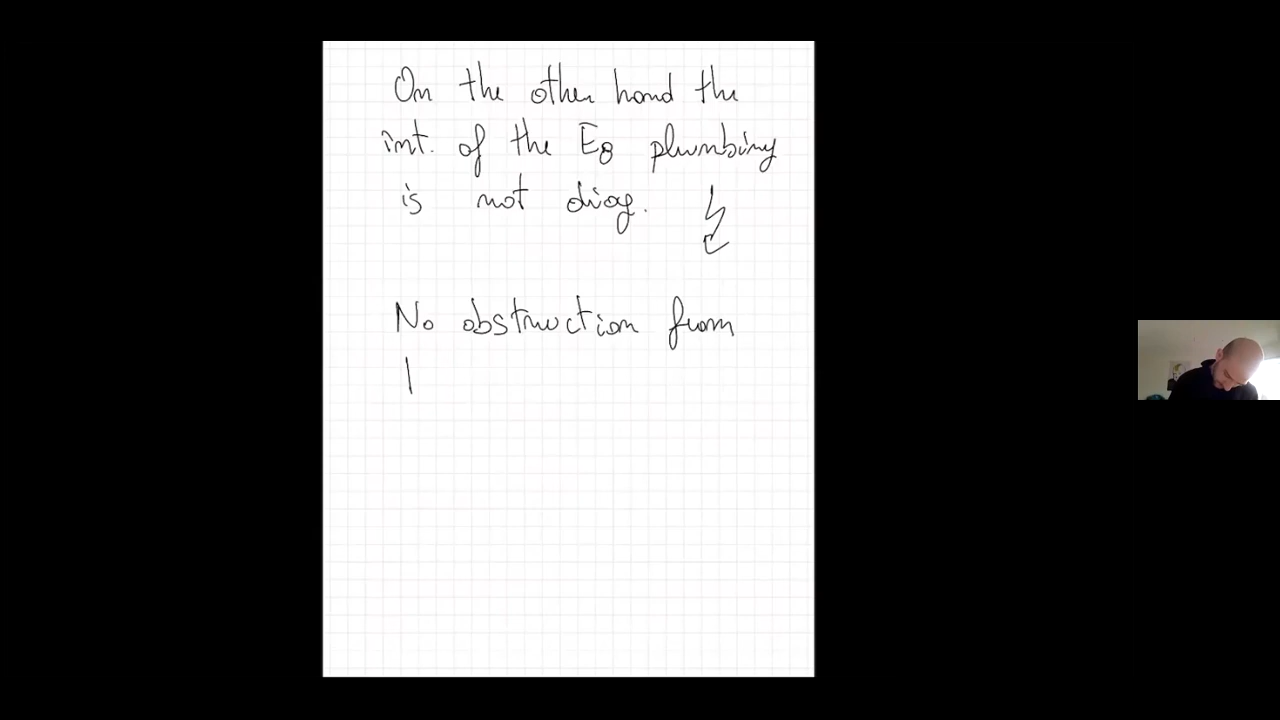 On the other hand the
int. of the E8 plumbing
is not diag.
No obstruction from